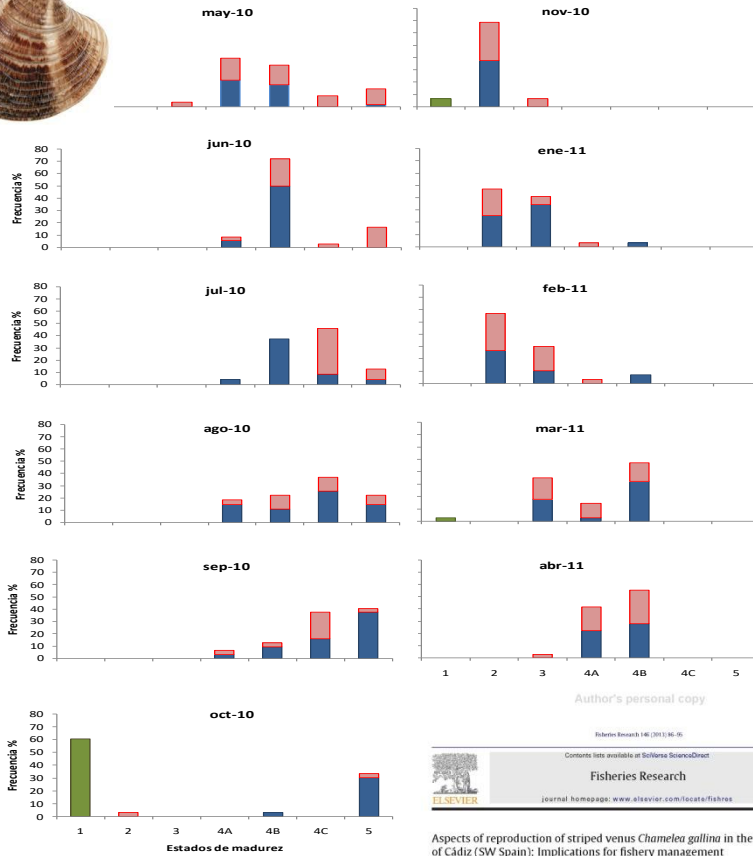 may-10
nov-10
jun-10
80
70
60
50
40
30
20
10
0
Frecuencia %
ene-11
jul-10
80
70
60
50
40
30
20
10
0
Frecuencia %
feb-11
ago-10
80
70
60
50
40
30
20
10
0
Frecuencia %
mar-11
sep-10
80
70
60
50
40
30
20
10
0
Frecuencia %
abr-11
1 2 3 4A 4B 4C 5
oct-10
80
70
60
50
40
30
20
10
0
Frecuencia %
1 2 3 4A 4B 4C 5
Estados de madurez
Author's personal copy
Fisheries Research 146 (2013) 86–95
Contents lists available at SciVerse ScienceDirect
Fisheries Research
ELSEVIER
journal homepage: www.elsevier.com/locate/fishres
Aspects of reproduction of striped venus Chamelea gallina in the
of Cádiz (SW Spain): Implications for fishery management